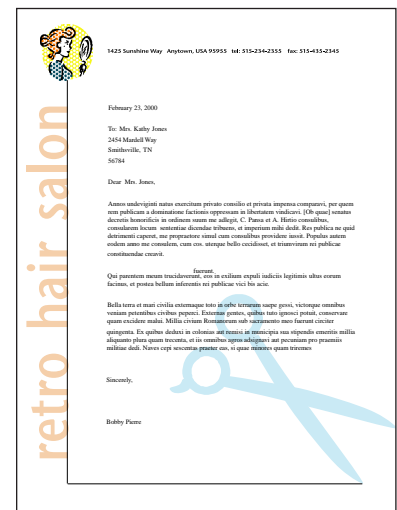 1425 Sunshine Way Anytown, USA 95955 tel: 515-234-2355 fax: 515-435-2345
retro hair salon
February 23, 2000
To: Mrs. Kathy Jones
2454 Mardell Way
Smithsville, TN
56784
Dear Mrs. Jones,
Annos undeviginti natus exercitum privato consilio et privata impensa comparavi, per quem
rem publicam a dominatione factionis oppressam in libertatem vindicavi. [Ob quae] senatus
decretis honorificis in ordinem suum me adlegit, C. Pansa et A. Hirtio consulibus,
consularem locum sententiae dicendae tribuens, et imperium mihi dedit. Res publica ne quid
detrimenti caperet, me propraetore simul cum consulibus providere iussit. Populus autem
eodem anno me consulem, cum cos. uterque bello cecidisset, et triumvirum rei publicae
constituendae creavit.
fuerunt.
Qui parentem meum trucidaverunt, eos in exilium expuli iudiciis legitimis ultus eorum
facinus, et postea bellum inferentis rei publicae vici bis acie.
Bella terra et mari civilia externaque toto in orbe terrarum saepe gessi, victorque omnibus
veniam petentibus civibus peperci. Externas gentes, quibus tuto ignosci potuit, conservare
quam excidere malui. Millia civium Romanorum sub sacramento meo fuerunt circiter
quingenta. Ex quibus deduxi in colonias aut remisi in municipia sua stipendis emeritis millia
aliquanto plura quam trecenta, et iis omnibus agros adsignavi aut pecuniam pro praemiis
militiae dedi. Naves cepi sescentas praeter eas, si quae minores quam triremes
Sincerely,
Bobby Pierre